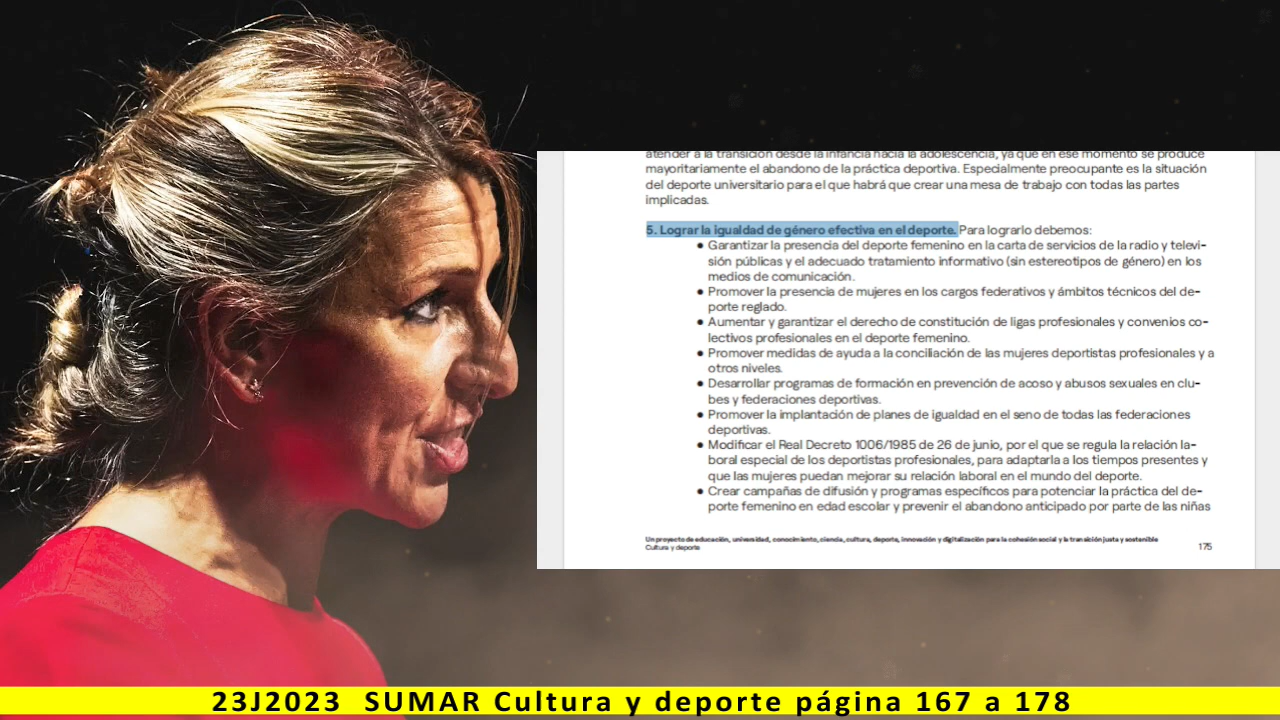 atender a la transición desde la infancia hacia la adolescencia, ya que en ese momento se produce
mayoritariamente el abandono de la práctica deportiva. Especialmente preocupante es la situación
del deporte universitario para el que habrá que crear una mesa de trabajo con todas las partes
implicadas.
5. Lograr la igualdad de género efectiva en el deporte. Para lograrlo debemos:
● Garantizar la presencia del deporte femenino en la carta de servicios de la radio y televi-
sión públicas y el adecuado tratamiento informativo (sin estereotipos de género) en los
medios de comunicación.
● Promover la presencia de mujeres en los cargos federativos y ámbitos técnicos del de-
porte reglado.
● Aumentar y garantizar el derecho de constitución de ligas profesionales y convenios co-
lectivos profesionales en el deporte femenino.
● Promover medidas de ayuda a la conciliación de las mujeres deportistas profesionales y a
otros niveles.
● Desarrollar programas de formación en prevención de acoso y abusos sexuales en clu-
bes y federaciones deportivas.
● Promover la implantación de planes de igualdad en el seno de todas las federaciones
deportivas.
● Modificar el Real Decreto 1006/1985 de 26 de junio, por el que se regula la relación la-
boral especial de los deportistas profesionales, para adaptarla a los tiempos presentes y
que las mujeres puedan mejorar su relación laboral en el mundo del deporte.
● Crear campañas de difusión y programas específicos para potenciar la práctica del de-
porte femenino en edad escolar y prevenir el abandono anticipado por parte de las niñas
Un proyecto de educación, universidad, conocimiento, ciencia, cultura, deporte, innovación y digitalización para la cohesión social y la transición justa y sostenible
Cultura y deporte 175
23J2023 SUMAR Cultura y deporte página 167 a 178